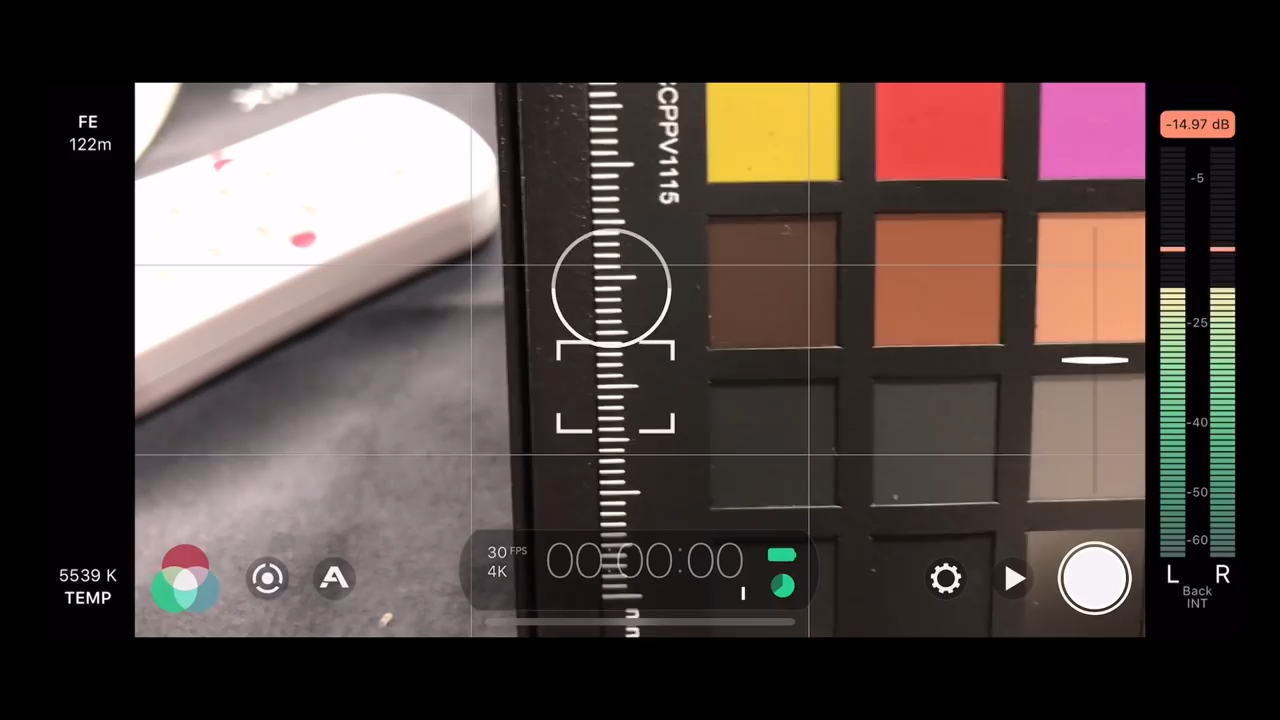 FE
122m
CCPPV1115
-14.97 dB
-5
-25
-40
-50
-60
L R
Back
INT
5539 K
TEMP
30 FPS
4K
00:00:00